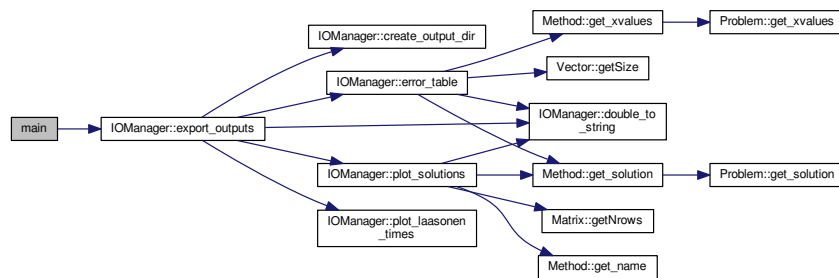 main
IOManager::export_outputs
IOManager::create_output_dir
IOManager::error_table
IOManager::plot_solutions
IOManager::plot_laasonen
_times
Method::get_xvalues
Vector::getSize
IOManager::double_to
_string
Method::get_solution
Matrix::getNrows
Method::get_name
Problem::get_xvalues
Problem::get_solution